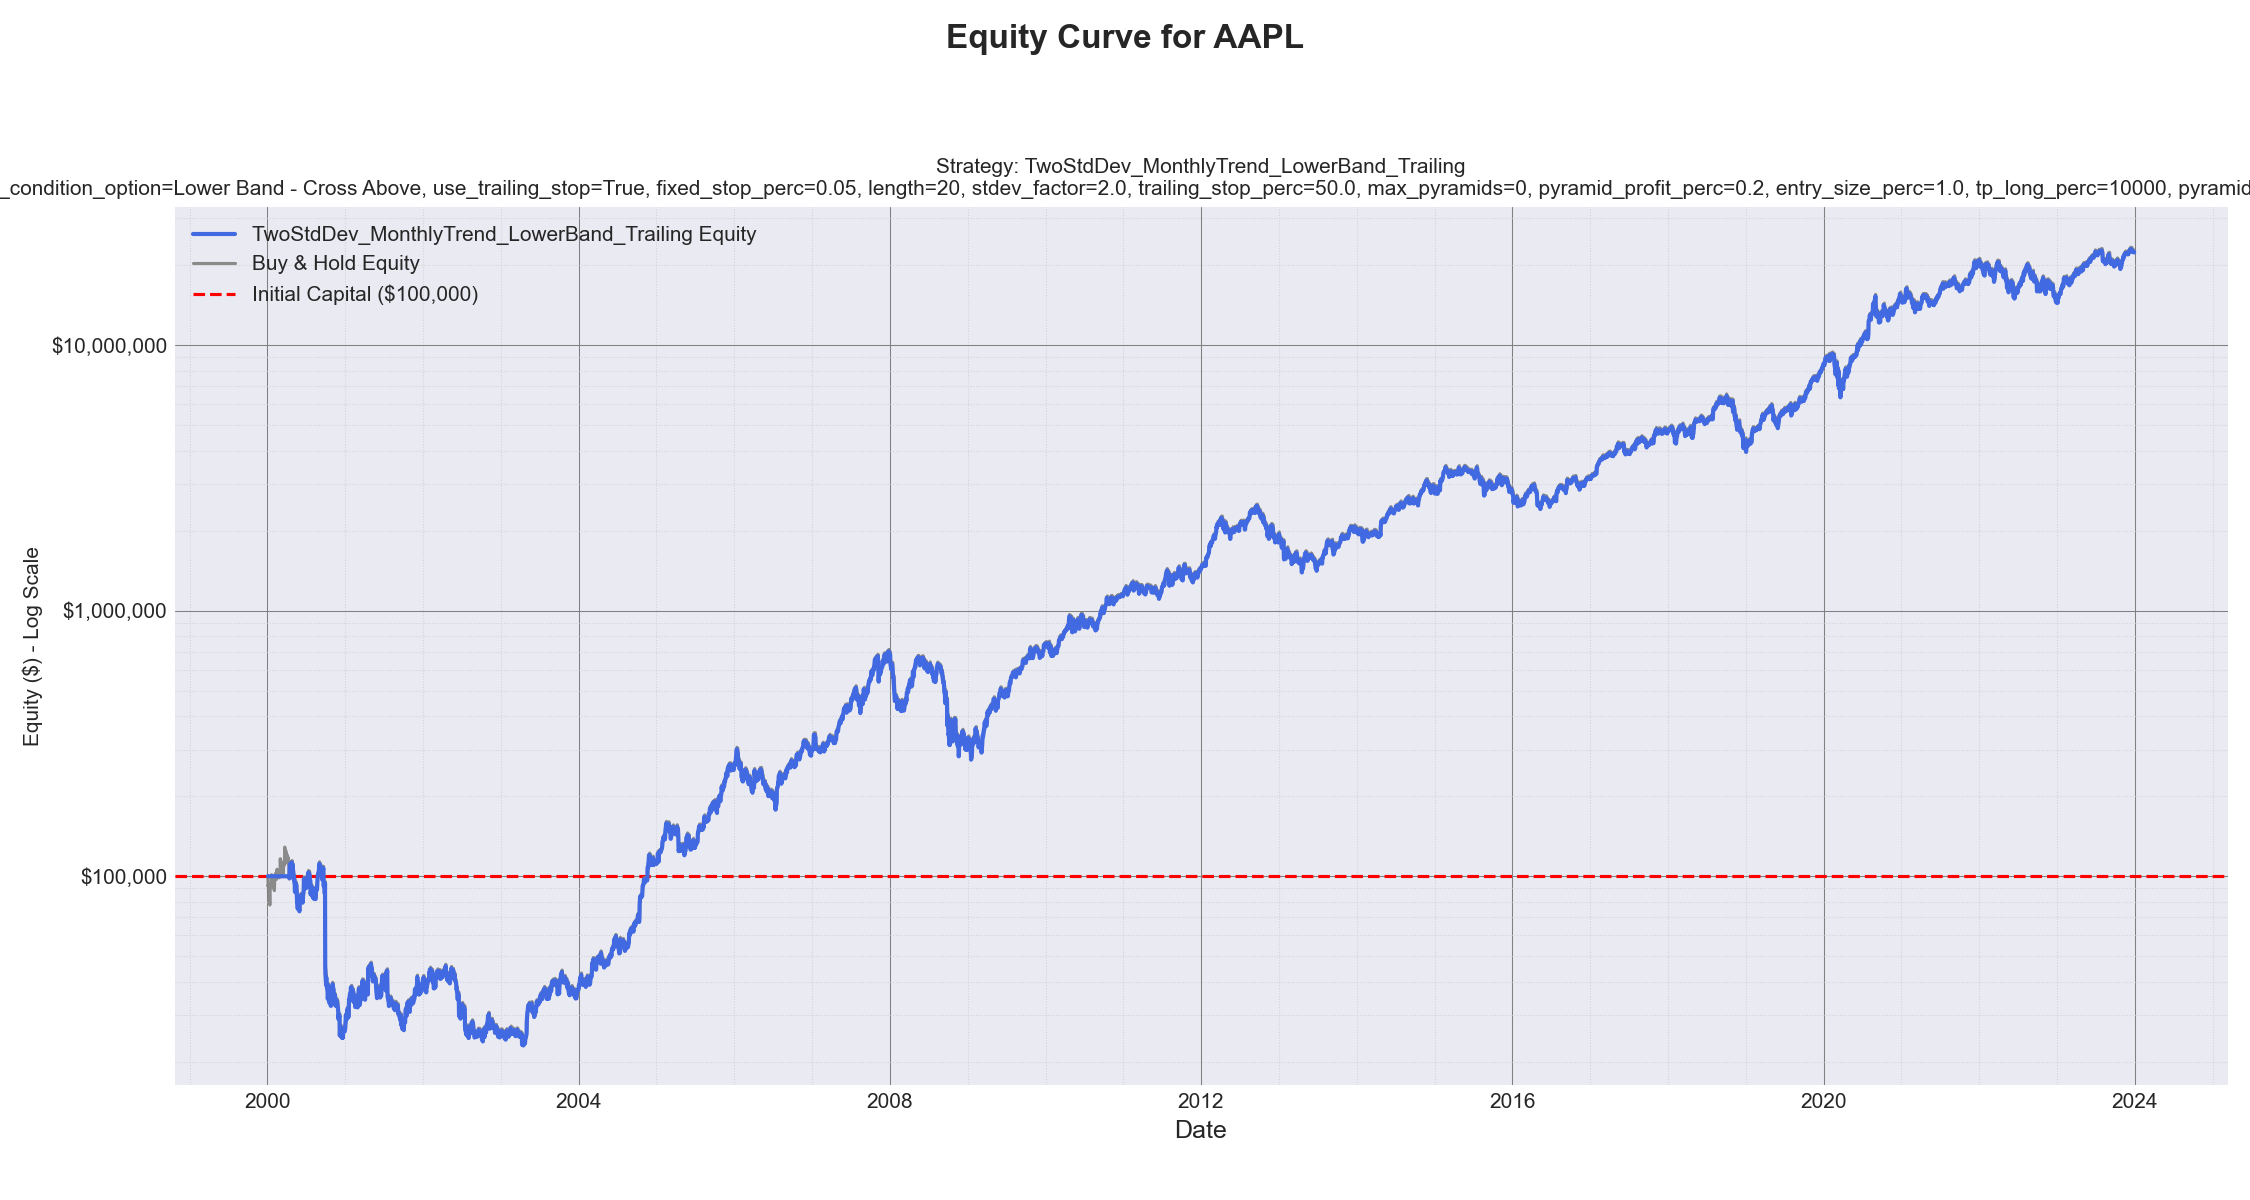 Equity Curve for AAPL
Strategy: TwoStdDev_MonthlyTrend_LowerBand_Trailing
_condition_option=Lower Band - Cross Above, use_trailing_stop=True, fixed_stop_perc=0.05, length=20, stdev_factor=2.0, trailing_stop_perc=50.0, max_pyramids=0, pyramid_profit_perc=0.2, entry_size_perc=1.0, tp_long_perc=10000, pyramid
TwoStdDev_MonthlyTrend_LowerBand_Trailing Equity
Buy & Hold Equity
Initial Capital ($100,000)
$10,000,000
$1,000,000
$100,000
Equity ($) - Log Scale
2000
2004
2008
2012
2016
2020
2024
Date